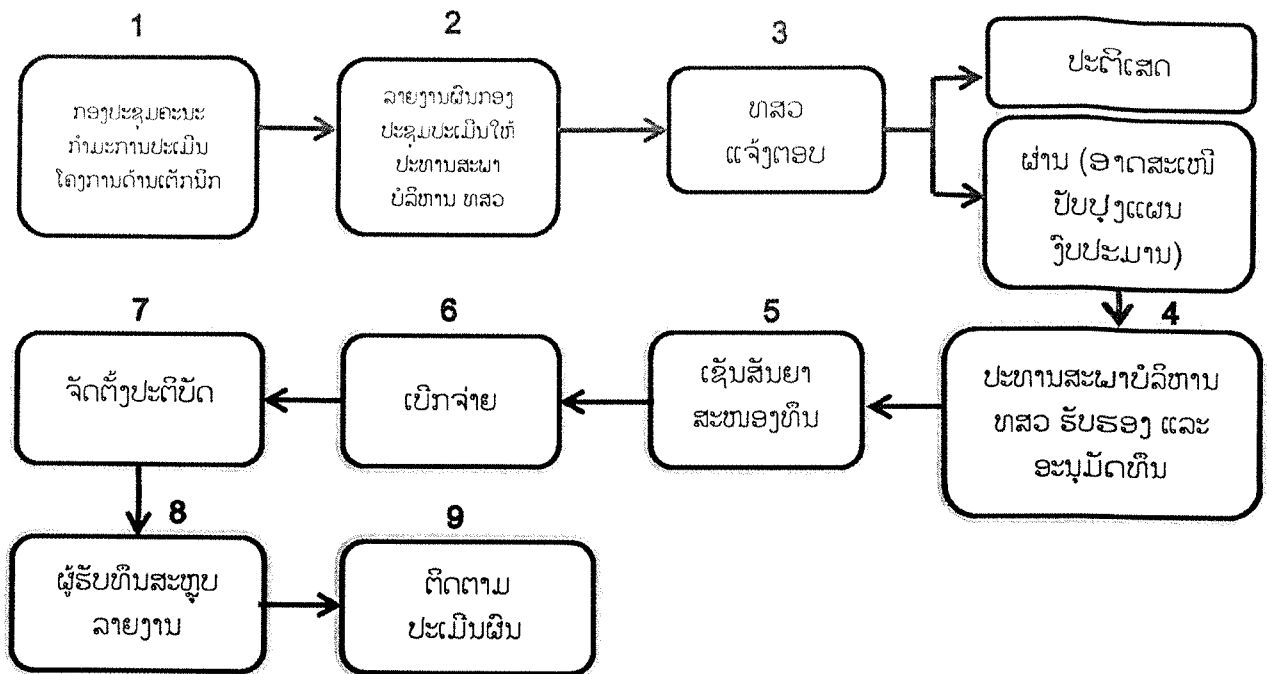 1
ກອງປະຊຸມຄະນະ
ກຳມະການປະເມີນ
ໂຄງການດ້ານເຕັກນິກ
2
ລາຍງານຜົນກອງ
ປະຊຸມປະເມີນໃຫ້
ປະທານສະພາ
ບໍລິຫານ ທສວ
3
ທສວ
ແຈ້ງຕອບ
ປະຕິເສດ
ຜ່ານ (ອາດສະເໜີ
ປັບປຸງແຜນ
ງົບປະມານ)
4
ປະທານສະພາບໍລິຫານ
ທສວ ຮັບຮອງ ແລະ
ອະນຸມັດທຶນ
5
ເຊັນສັນຍາ
ສະໜອງທຶນ
6
ເບີກຈ່າຍ
7
ຈັດຕັ້ງປະຕິບັດ
8
ຜູ້ຮັບທຶນສະຫຼຸບ
ລາຍງານ
9
ຕິດຕາມ
ປະເມີນຜົນ